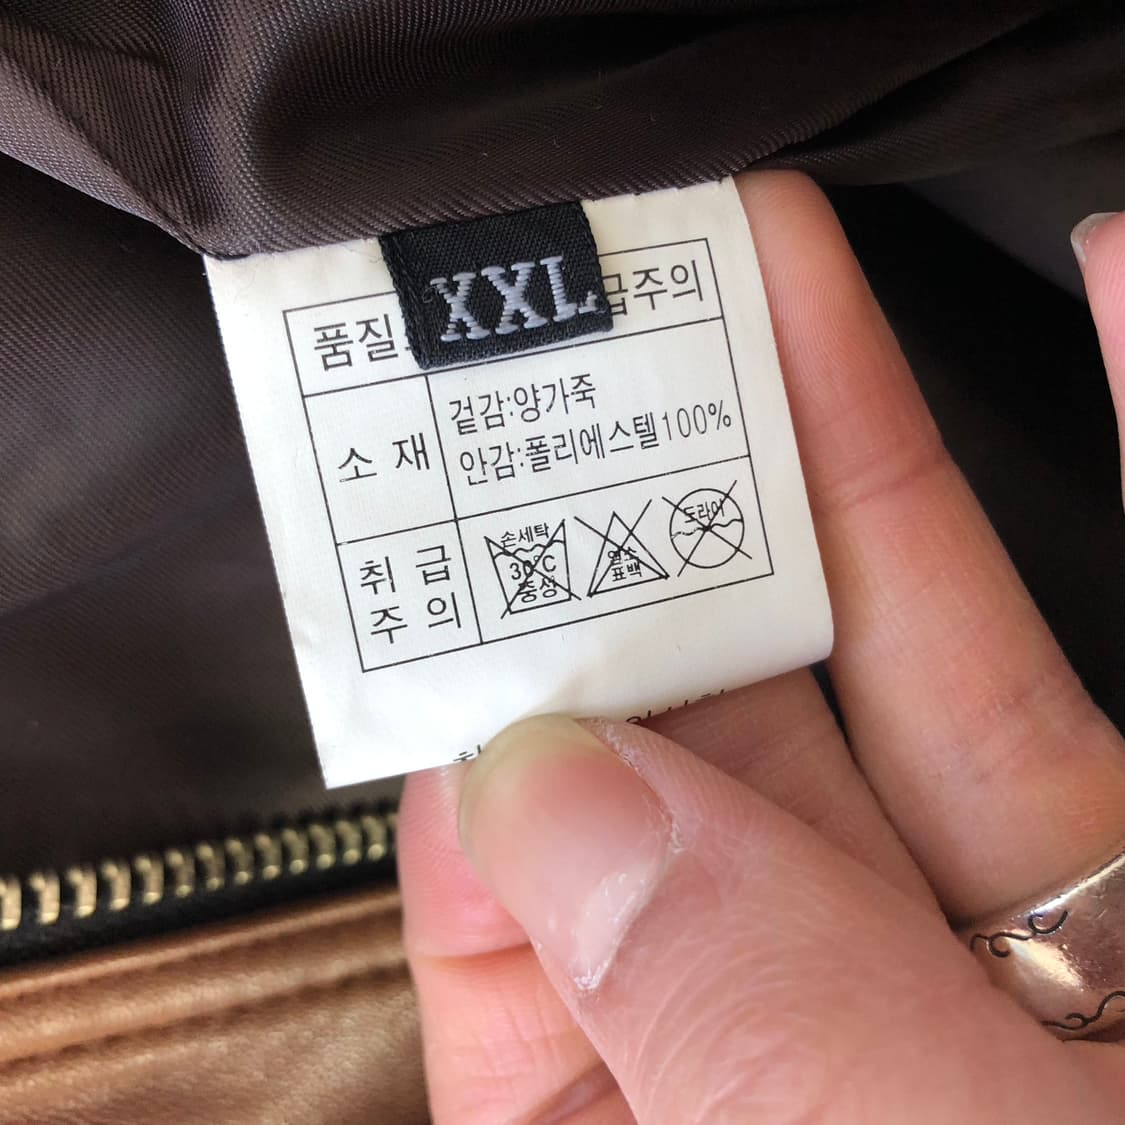 XXL
품질 급주의
소 재
겉감:양가죽
안감:폴리에스텔100%
취 급
주 의
손세탁
30°C
중성
염소
표백
드라이